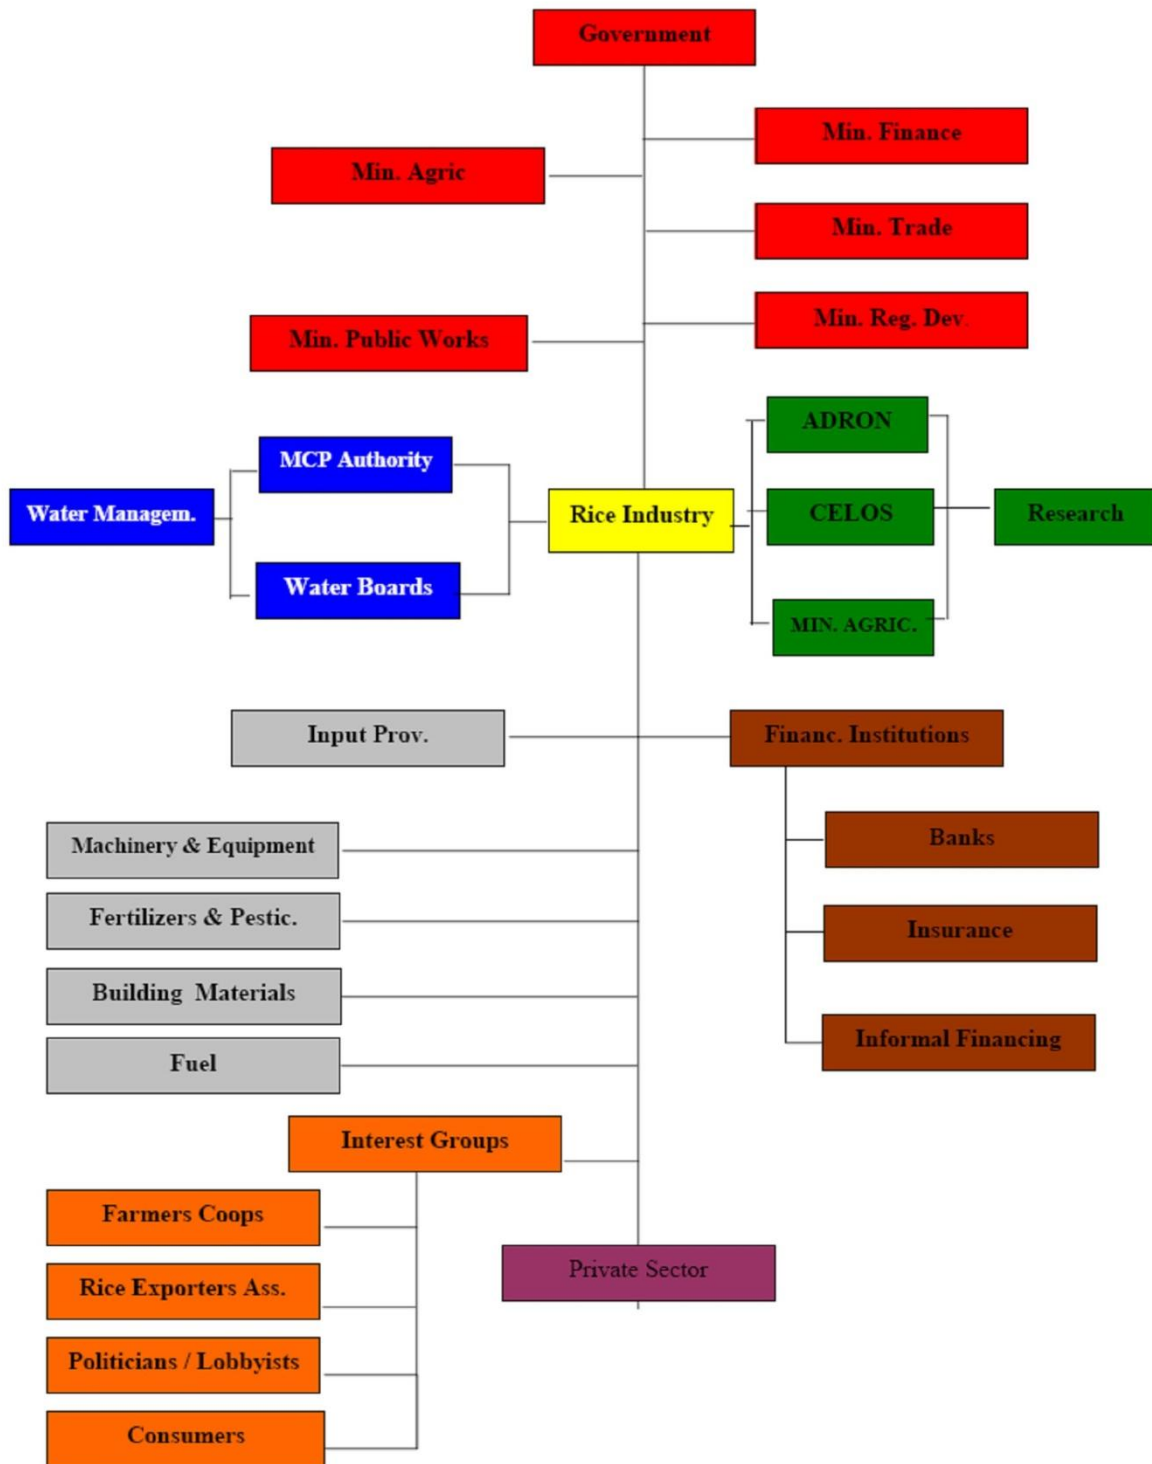 Government
Min. Finance
Min. Agric
Min. Trade
Min. Reg. Dev.
Min. Public Works
ADRON
MCP Authority
Water Managem.
Rice Industry
CELOS
Research
Water Boards
MIN. AGRIC.
Input Prov.
Financ. Institutions
Machinery & Equipment
Banks
Fertilizers & Pestic.
Insurance
Building Materials
Informal Financing
Fuel
Interest Groups
Farmers Coops
Private Sector
Rice Exporters Ass.
Politicians / Lobbyists
Consumers